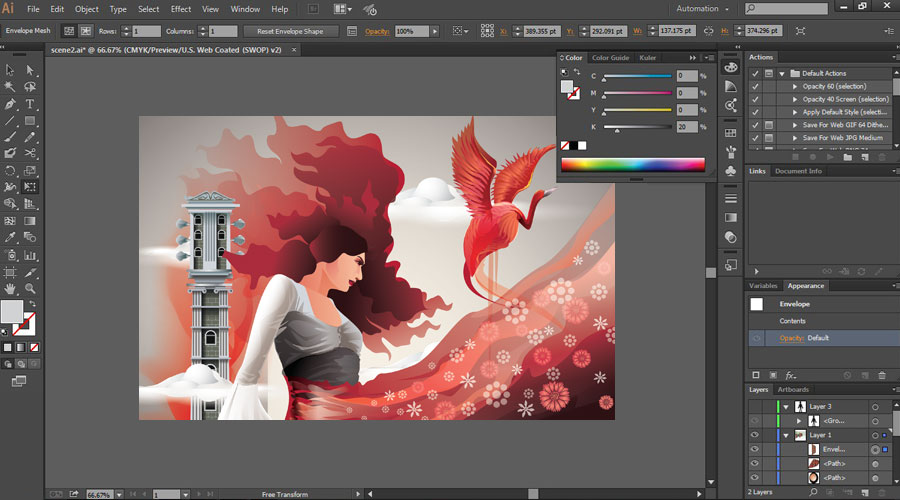 Ai File Edit Object Type Select Effect View Window Help Br Automation
Envelope Mesh Rows: 1 Columns: 1 Reset Envelope Shape Opacity: 100% X: 389.355 pt Y: 292.091 pt W: 137.175 pt H: 374.296 pt
scene2.ai* @ 66.67% (CMYK/Preview/U.S. Web Coated (SWOP) v2) ×
Color Color Guide Kuler
C 0 %
M 0 %
Y 0 %
K 20 %
Actions
Default Actions
Opacity 60 (selection)
Opacity 40 Screen (selection)
Apply Default Style (selecti...
Save For Web GIF 64 Dithe...
Save For Web JPG Medium
Links Document Info
Variables Appearance
Envelope
Contents
Opacity: Default
fx
Layers Artboards
Layer 3
<Gro...
Layer 1
Envel...
<Path>
<Path>
2 Layers
66.67% 1 Free Transform